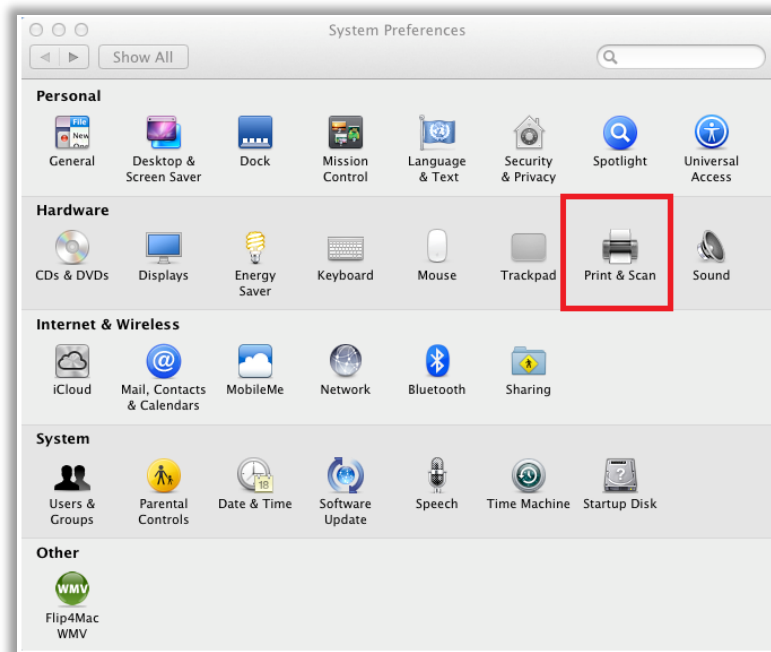 System Preferences
Show All
Personal
General
Desktop &
Screen Saver
Dock
Mission
Control
Language
& Text
Security
& Privacy
Spotlight
Universal
Access
Hardware
CDs & DVDs
Displays
Energy
Saver
Keyboard
Mouse
Trackpad
Print & Scan
Sound
Internet & Wireless
iCloud
Mail, Contacts
& Calendars
MobileMe
Network
Bluetooth
Sharing
System
Users &
Groups
Parental
Controls
18
Date & Time
Software
Update
Speech
Time Machine
?
Startup Disk
Other
WMV
Flip4Mac
WMV
File
New
@